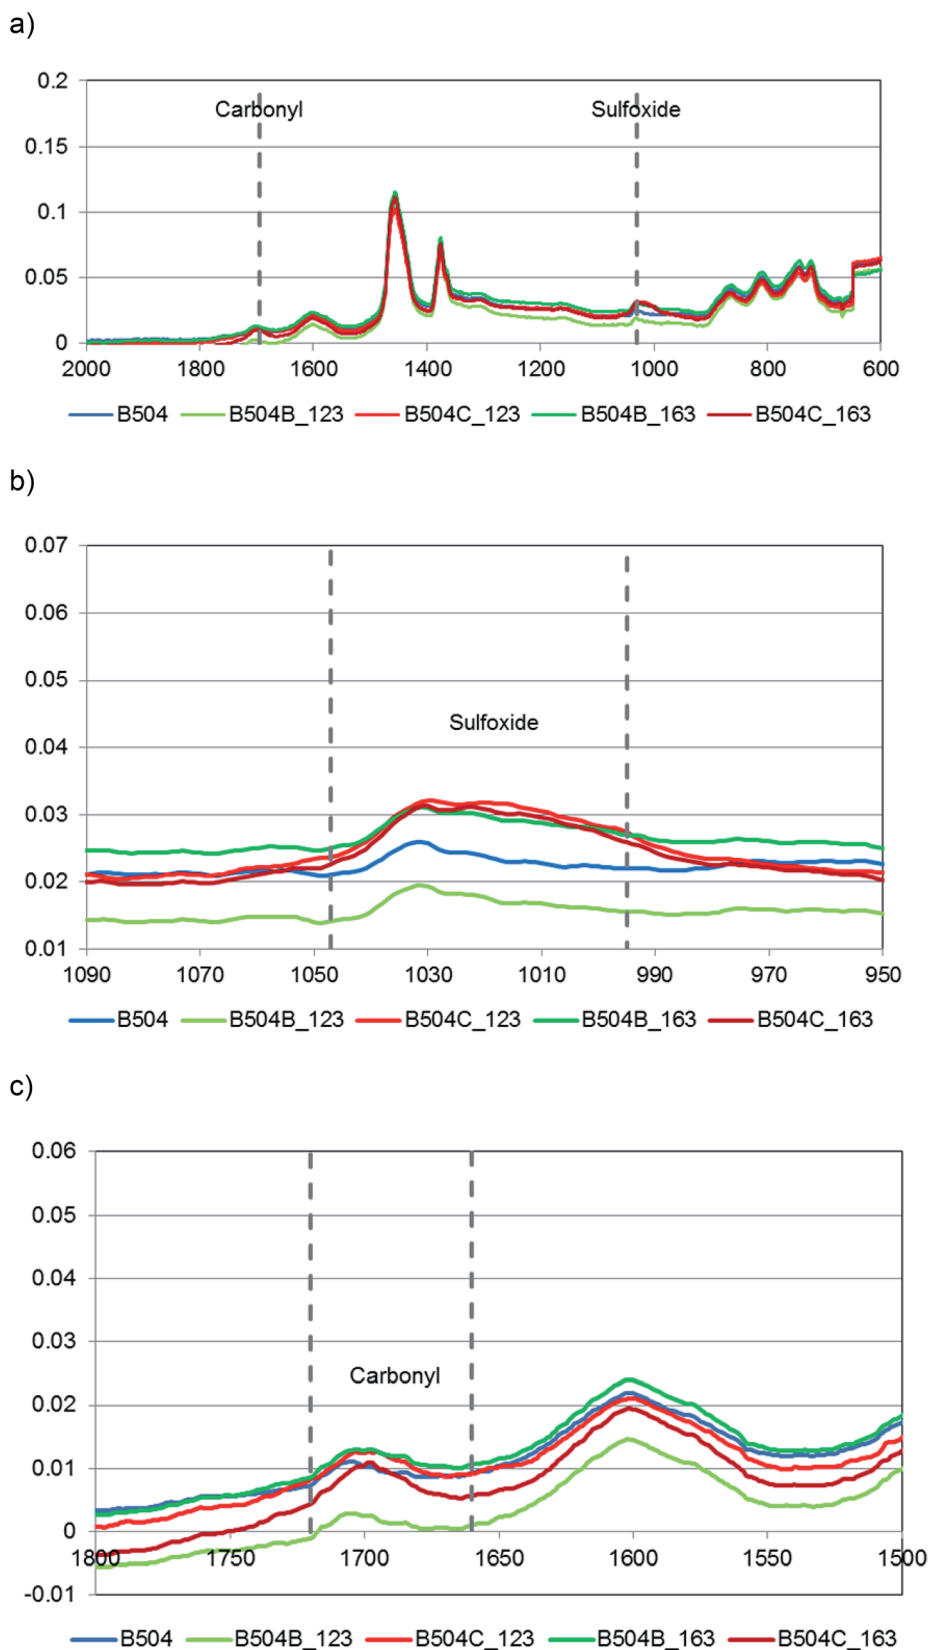 a)
0.2
Carbonyl Sulfoxide
0.15
0.1
0.05
0
2000 1800 1600 1400 1200 1000 800 600
B504 B504B_123 B504C_123 B504B_163 B504C_163
b)
0.07
0.06
0.05
Sulfoxide
0.04
0.03
0.02
0.01
1090 1070 1050 1030 1010 990 970 950
B504 B504B_123 B504C_123 B504B_163 B504C_163
c)
0.06
0.05
0.04
0.03
Carbonyl
0.02
0.01
0
1800 1750 1700 1650 1600 1550 1500
-0.01
B504 B504B_123 B504C_123 B504B_163 B504C_163